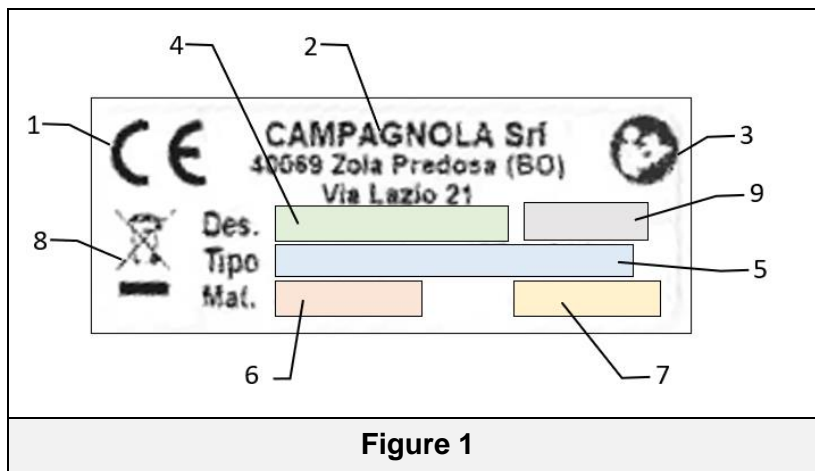 4
2
1
CE
CAMPAGNOLA Srl
3
40069 Zola Predosa (BO)
Via Lazio 21
9
8
Des.
Tipo
5
Mat.
6
7
Figure 1